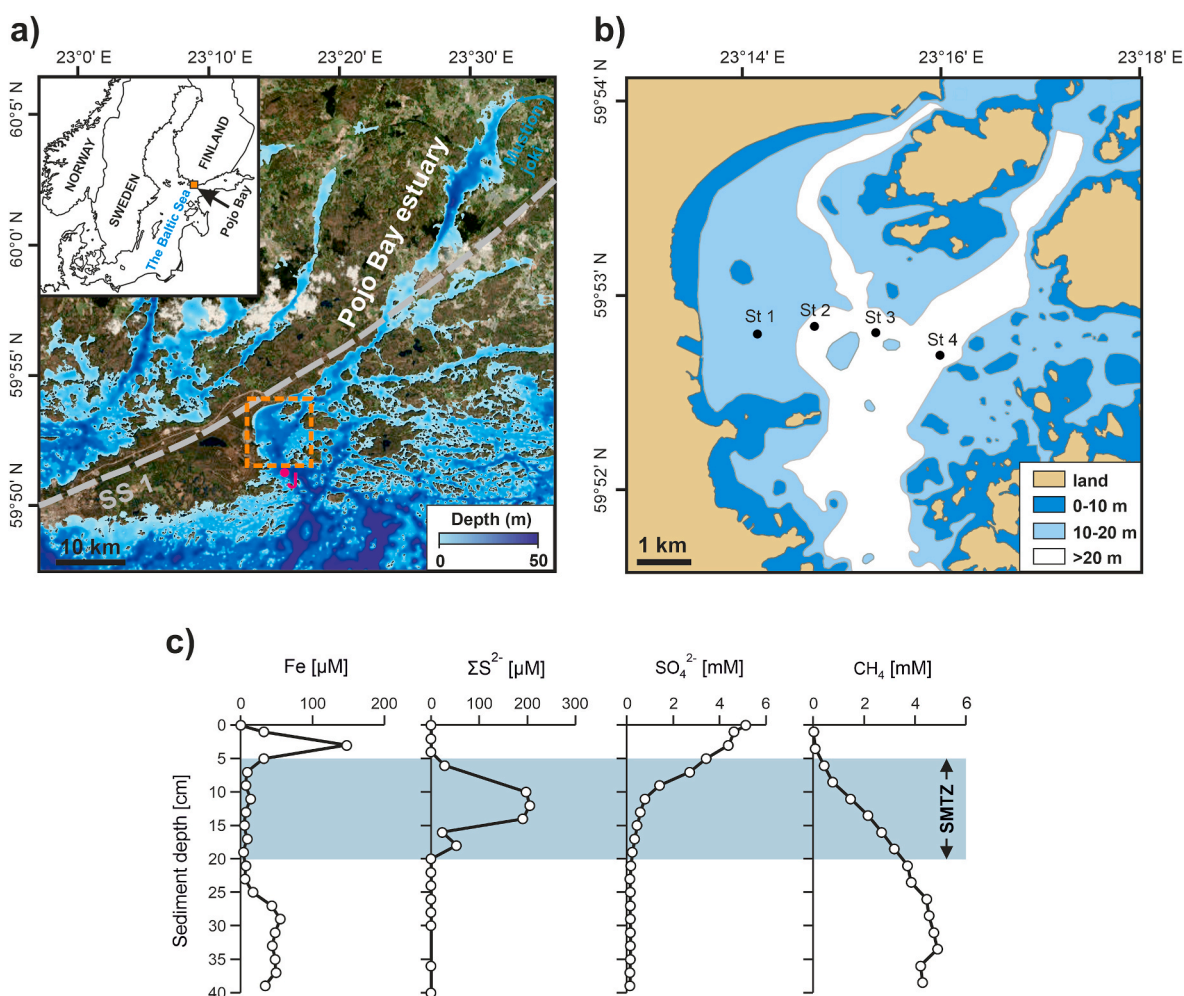 a)
23°0' E 23°10' E 23°20' E 23°30' E
60°5' N
60°0' N
59°55' N
59°50' N
NORWAY
SWEDEN
FINLAND
The Baltic Sea
Pojo Bay
Pojo Bay estuary
Mustion-
joki
SS 1
10 km
Depth (m)
0 50
b)
23°14' E 23°16' E 23°18' E
59°54' N
59°53' N
59°52' N
St 1
St 2
St 3
St 4
land
0-10 m
10-20 m
>20 m
1 km
c)
Fe [µM] ΣS²⁻ [µM] SO₄²⁻ [mM] CH₄ [mM]
0 100 200 0 100 200 300 0 2 4 6 0 2 4 6
Sediment depth [cm]
0
5
10
15
20
25
30
35
40
SMTZ